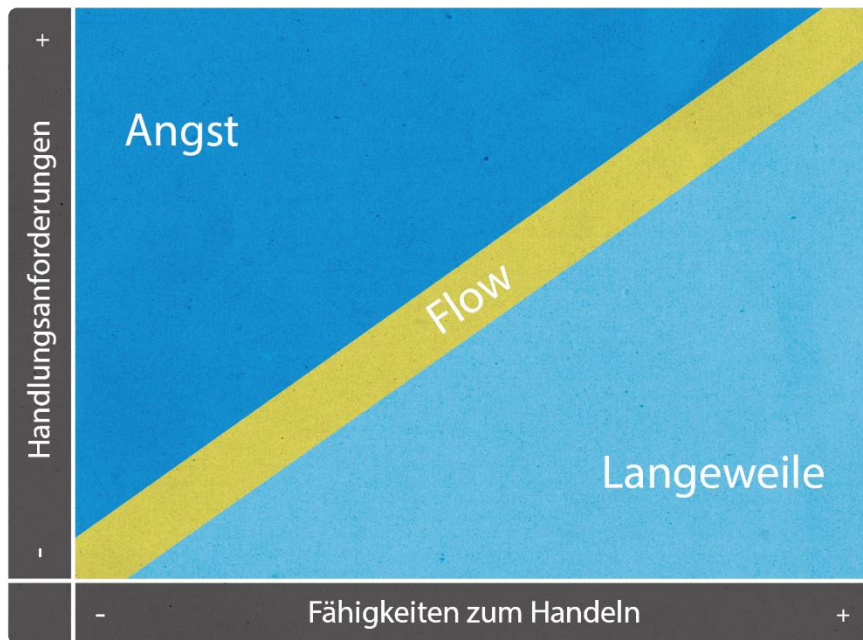 +
Handlungsanforderungen
-
Angst
Flow
Langeweile
-
Fähigkeiten zum Handeln
+